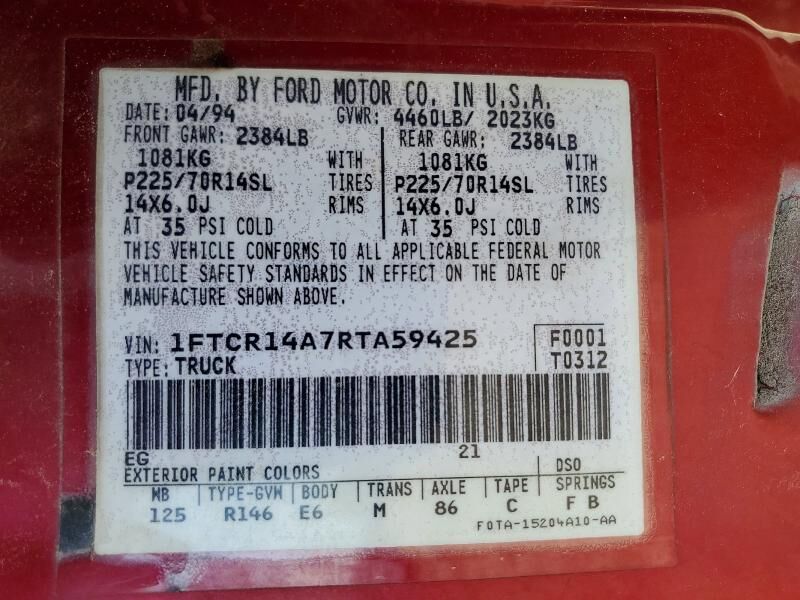 MFD. BY FORD MOTOR CO. IN U.S.A.
DATE: 04/94 GVWR: 4460LB/ 2023KG
FRONT GAWR: 2384LB REAR GAWR: 2384LB
1081KG WITH 1081KG WITH
P225/70R14SL TIRES P225/70R14SL TIRES
14X6.0J RIMS 14X6.0J RIMS
AT 35 PSI COLD AT 35 PSI COLD
THIS VEHICLE CONFORMS TO ALL APPLICABLE FEDERAL MOTOR
VEHICLE SAFETY STANDARDS IN EFFECT ON THE DATE OF
MANUFACTURE SHOWN ABOVE.
VIN: 1FTCR14A7RTA59425 F0001
TYPE: TRUCK T0312
EG 21
EXTERIOR PAINT COLORS DSO
WB TYPE-GVW BODY TRANS AXLE TAPE SPRINGS
125 R146 E6 M 86 C F B
F0TA-15204A10-AA